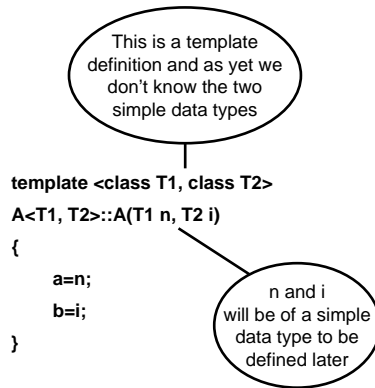 This is a template
definition and as yet we
don't know the two
simple data types
template <class T1, class T2>
A<T1, T2>::A(T1 n, T2 i)
{
a=n;
b=i;
}
n and i
will be of a simple
data type to be
defined later